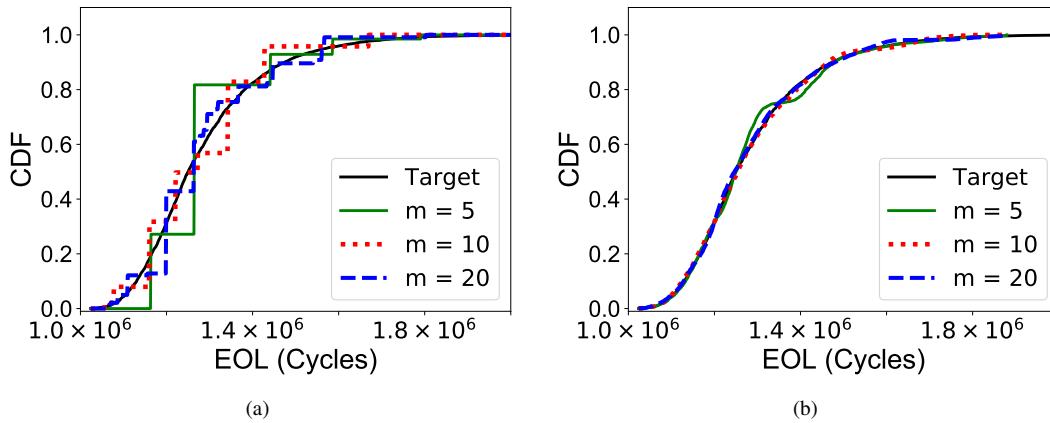 1.0
0.8
0.6
0.4
0.2
0.0
CDF
Target
m = 5
m = 10
m = 20
1.0 × 10⁶ 1.4 × 10⁶ 1.8 × 10⁶
EOL (Cycles)
(a)
1.0
0.8
0.6
0.4
0.2
0.0
CDF
Target
m = 5
m = 10
m = 20
1.0 × 10⁶ 1.4 × 10⁶ 1.8 × 10⁶
EOL (Cycles)
(b)